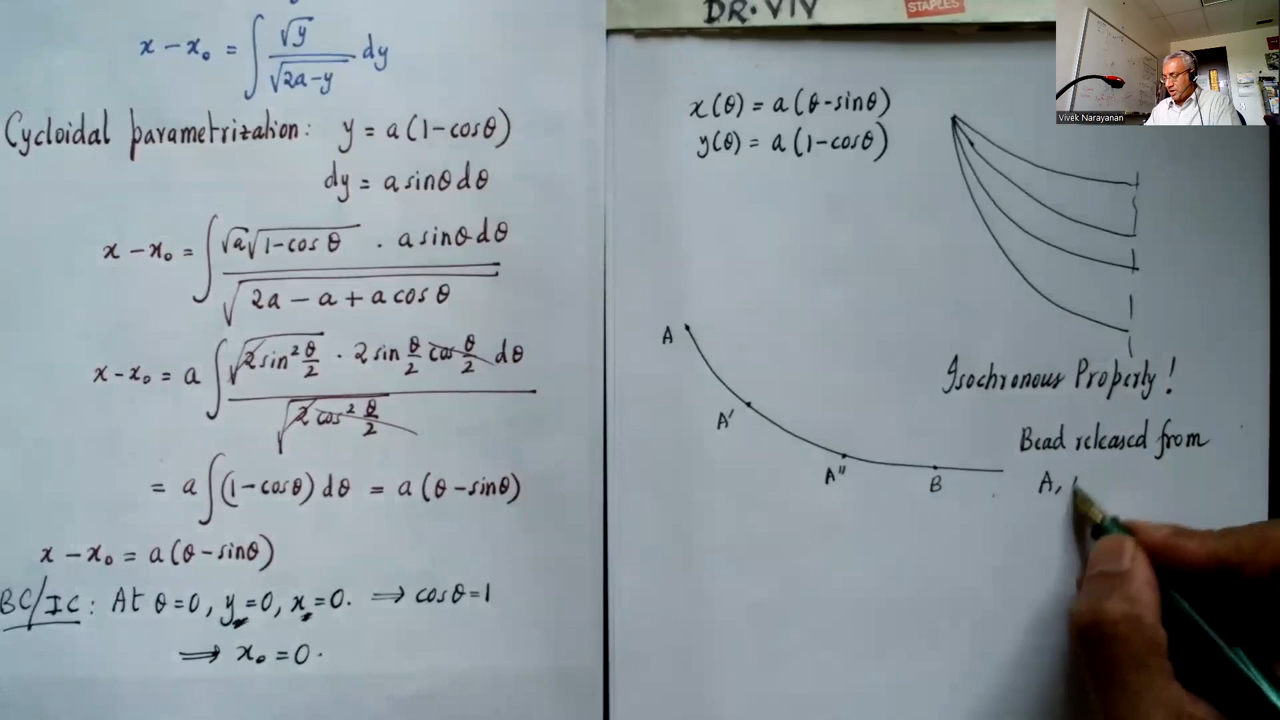 x - x₀ = ∫ √y / √(2a-y) dy
Cycloidal parametrization: y = a(1-cosθ)
dy = a sinθ dθ
x - x₀ = ∫ √a √(1-cos θ) · a sinθ dθ / √(2a - a + a cos θ)
x - x₀ = a ∫ √(2 sin² θ/2) · 2 sin θ/2 cos θ/2 dθ / √(2 cos² θ/2)
= a ∫ (1-cosθ) dθ = a(θ-sinθ)
x - x₀ = a(θ-sinθ)
BC/IC: At θ=0, y=0, x=0. ⟹ cosθ=1
⟹ x₀ = 0.
DR. VIV
STAPLES
x(θ) = a(θ-sinθ)
y(θ) = a(1-cosθ)
A
A'
A"
B
Isochronous Property!
Bead released from
A,
Vivek Narayanan